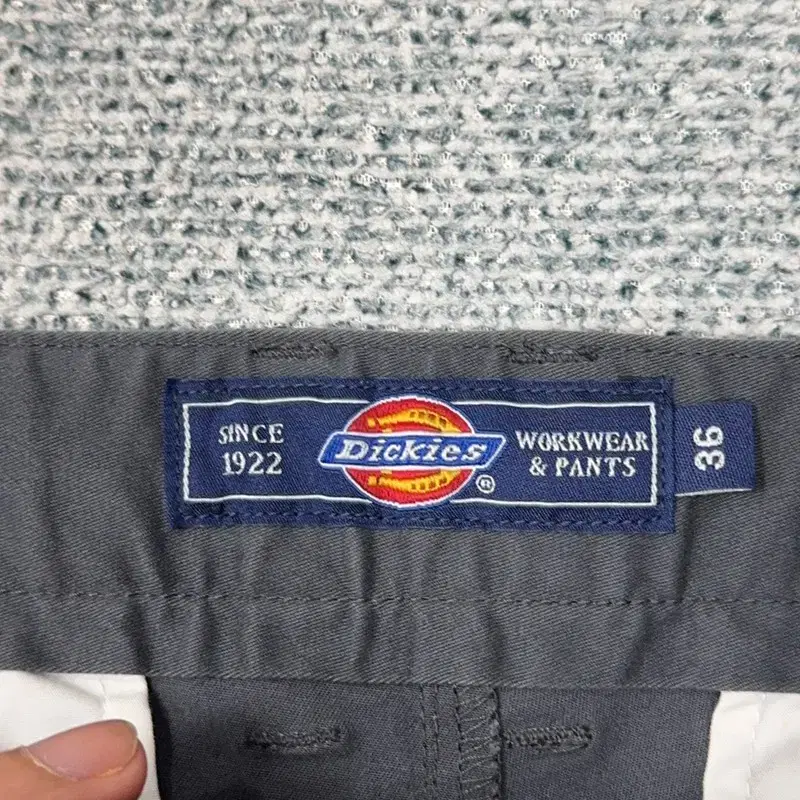 SINCE
1922
Dickies
®
WORKWEAR
& PANTS
36